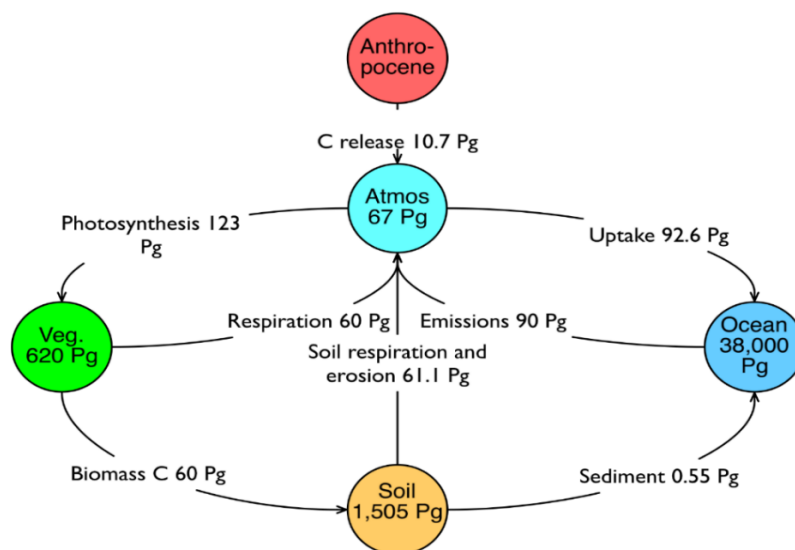 Anthro-
pocene
C release 10.7 Pg
Atmos
67 Pg
Photosynthesis 123
Pg
Uptake 92.6 Pg
Veg.
620 Pg
Respiration 60 Pg
Emissions 90 Pg
Ocean
38,000
Pg
Soil respiration and
erosion 61.1 Pg
Biomass C 60 Pg
Soil
1,505 Pg
Sediment 0.55 Pg